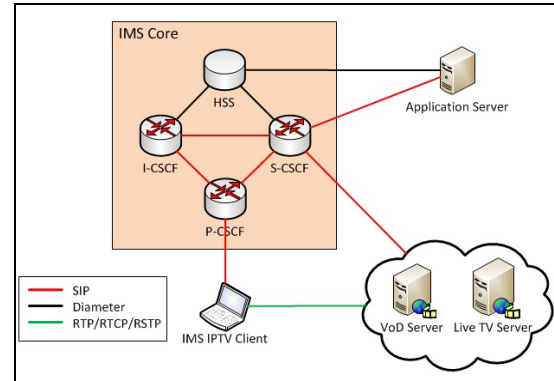 IMS Core
HSS
Application Server
I-CSCF
S-CSCF
P-CSCF
SIP
Diameter
RTP/RTCP/RSTP
IMS IPTV Client
VoD Server
Live TV Server